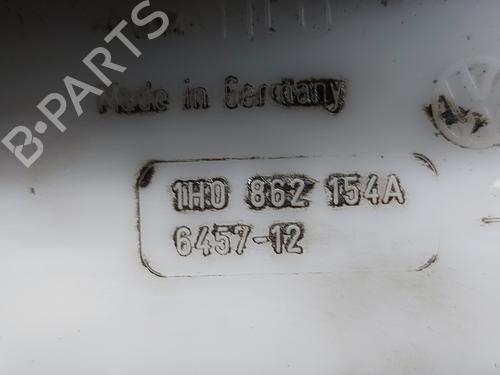 Made in Germany
B-PARTS
1H0 862 154A
6457-12